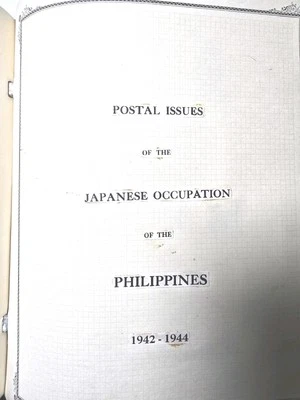 POSTAL ISSUES
OF THE
JAPANESE OCCUPATION
OF THE
PHILIPPINES
1942 - 1944